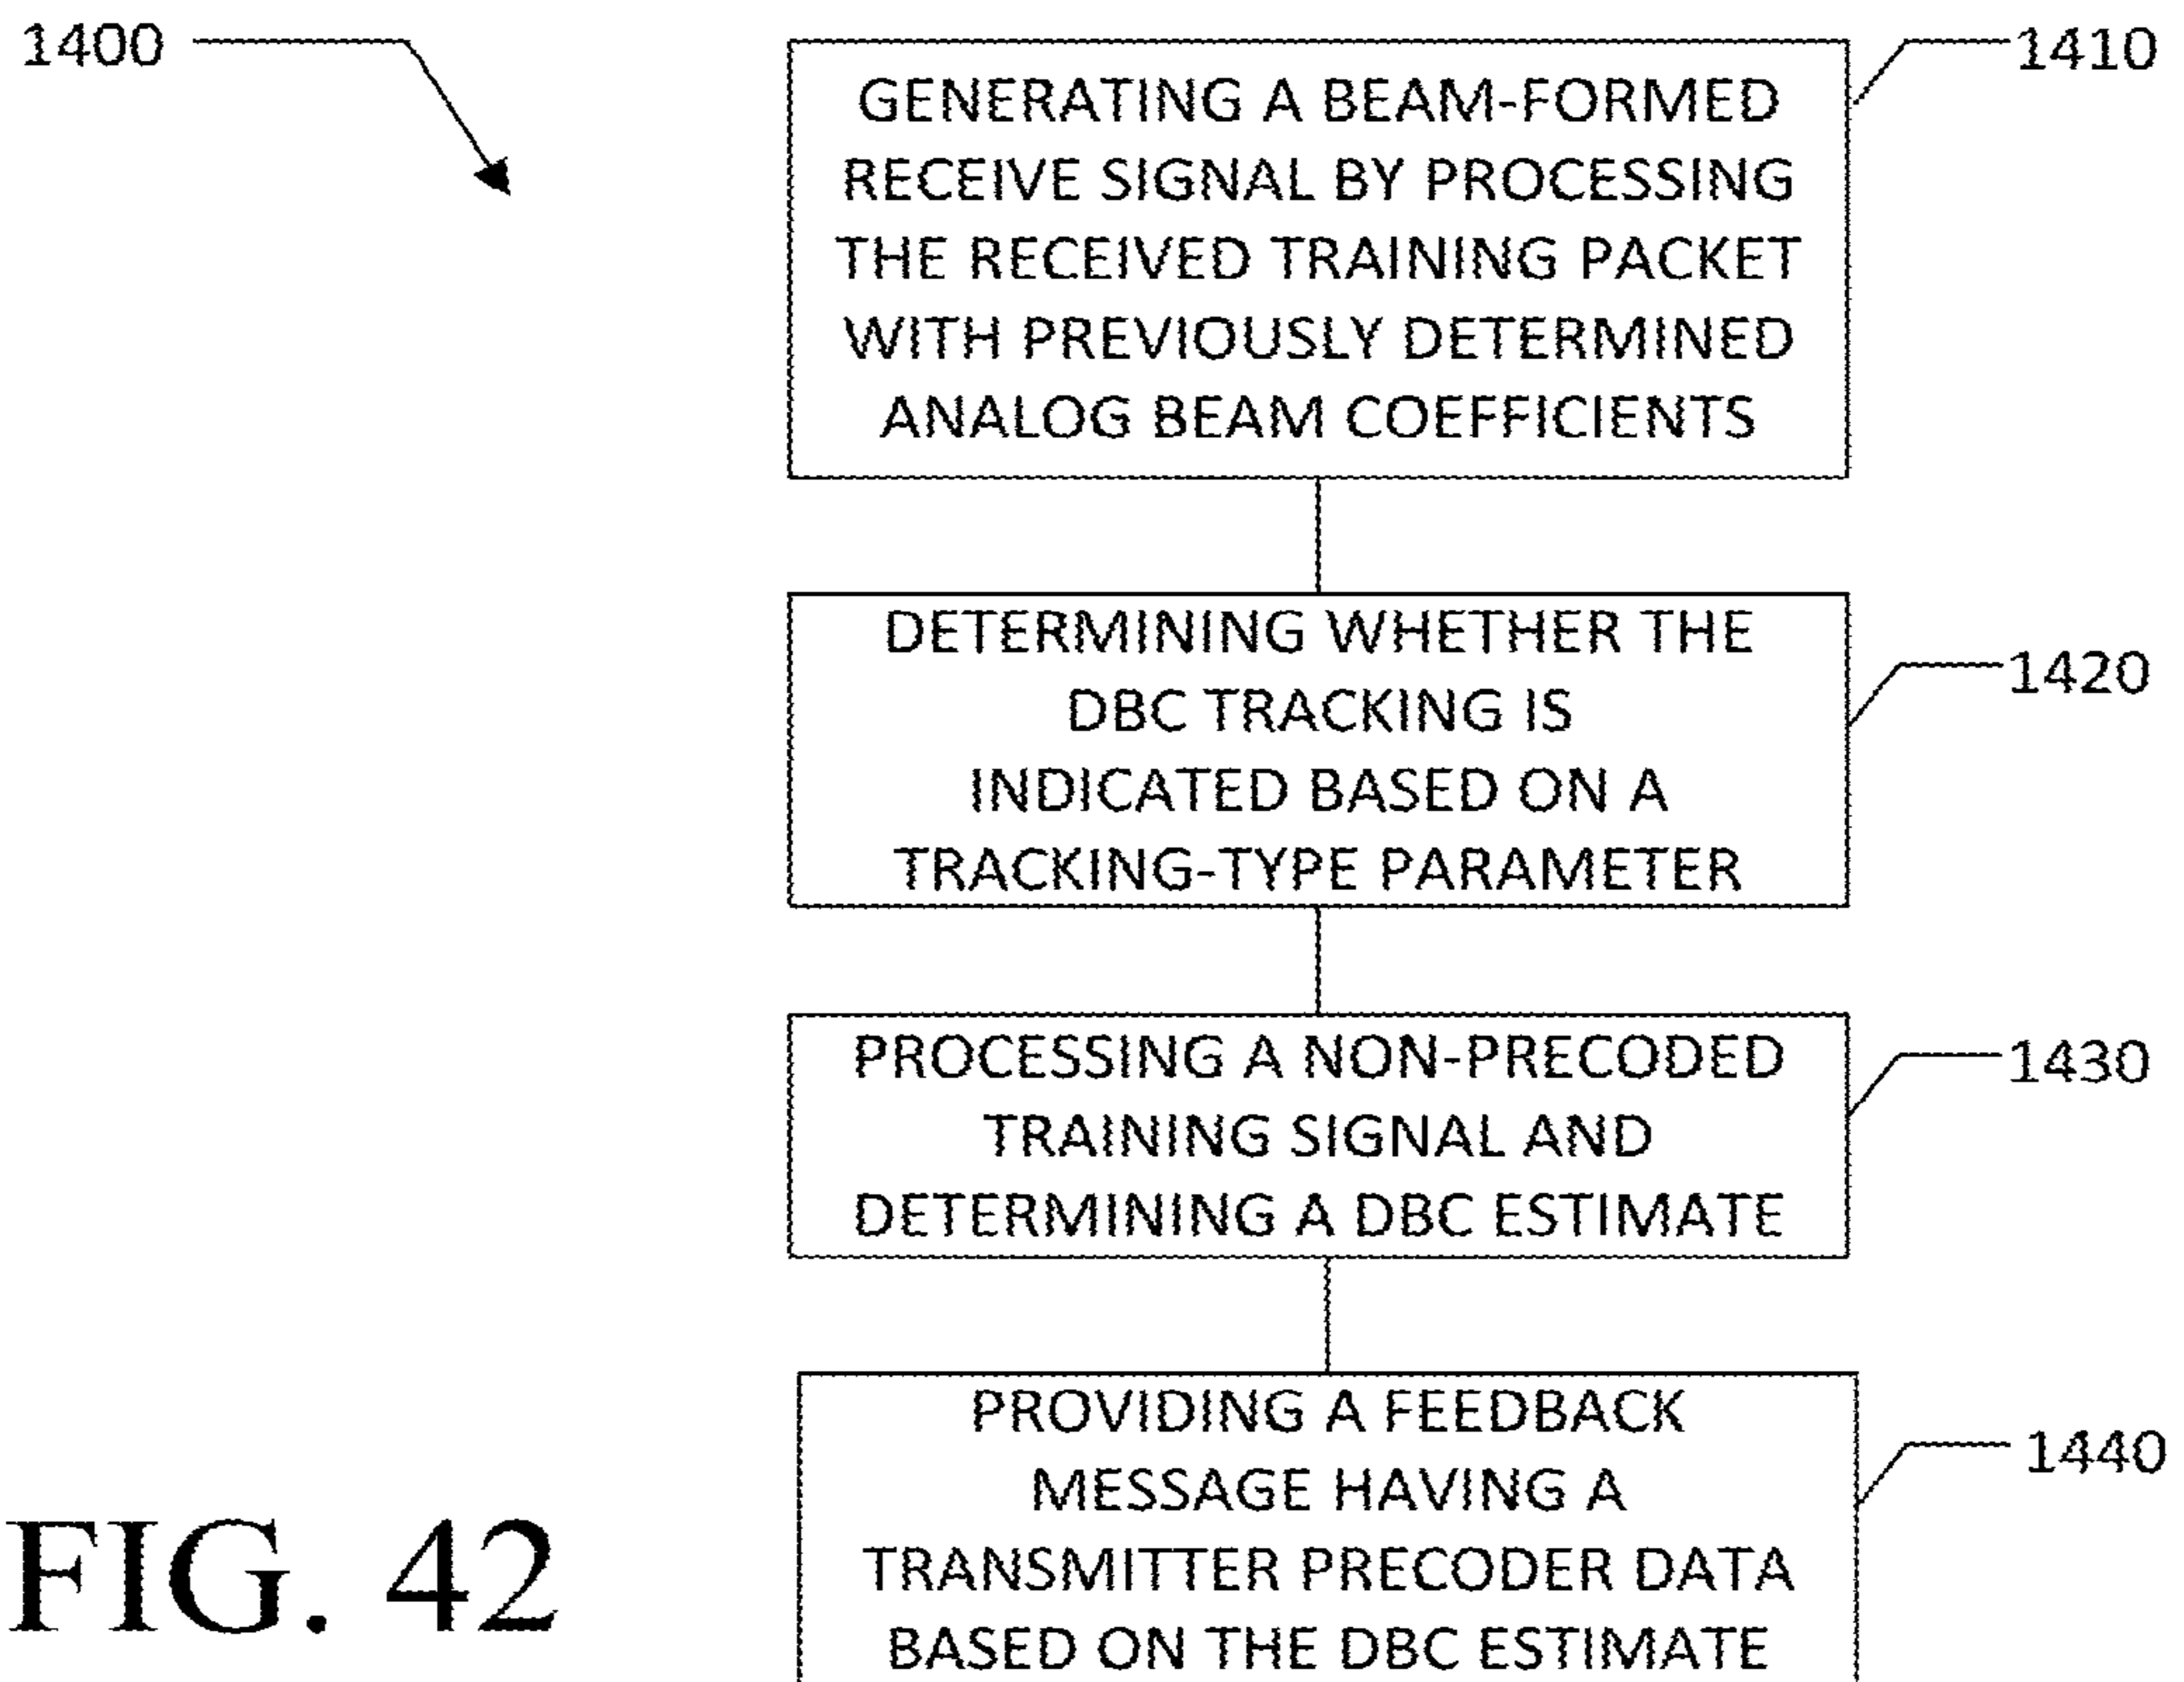 1400
1410
GENERATING A BEAM-FORMED
RECEIVE SIGNAL BY PROCESSING
THE RECEIVED TRAINING PACKET
WITH PREVIOUSLY DETERMINED
ANALOG BEAM COEFFICIENTS
1420
DETERMINING WHETHER THE
DBC TRACKING IS
INDICATED BASED ON A
TRACKING-TYPE PARAMETER
1430
PROCESSING A NON-PRECODED
TRAINING SIGNAL AND
DETERMINING A DBC ESTIMATE
1440
PROVIDING A FEEDBACK
MESSAGE HAVING A
TRANSMITTER PRECODER DATA
BASED ON THE DBC ESTIMATE
FIG. 42